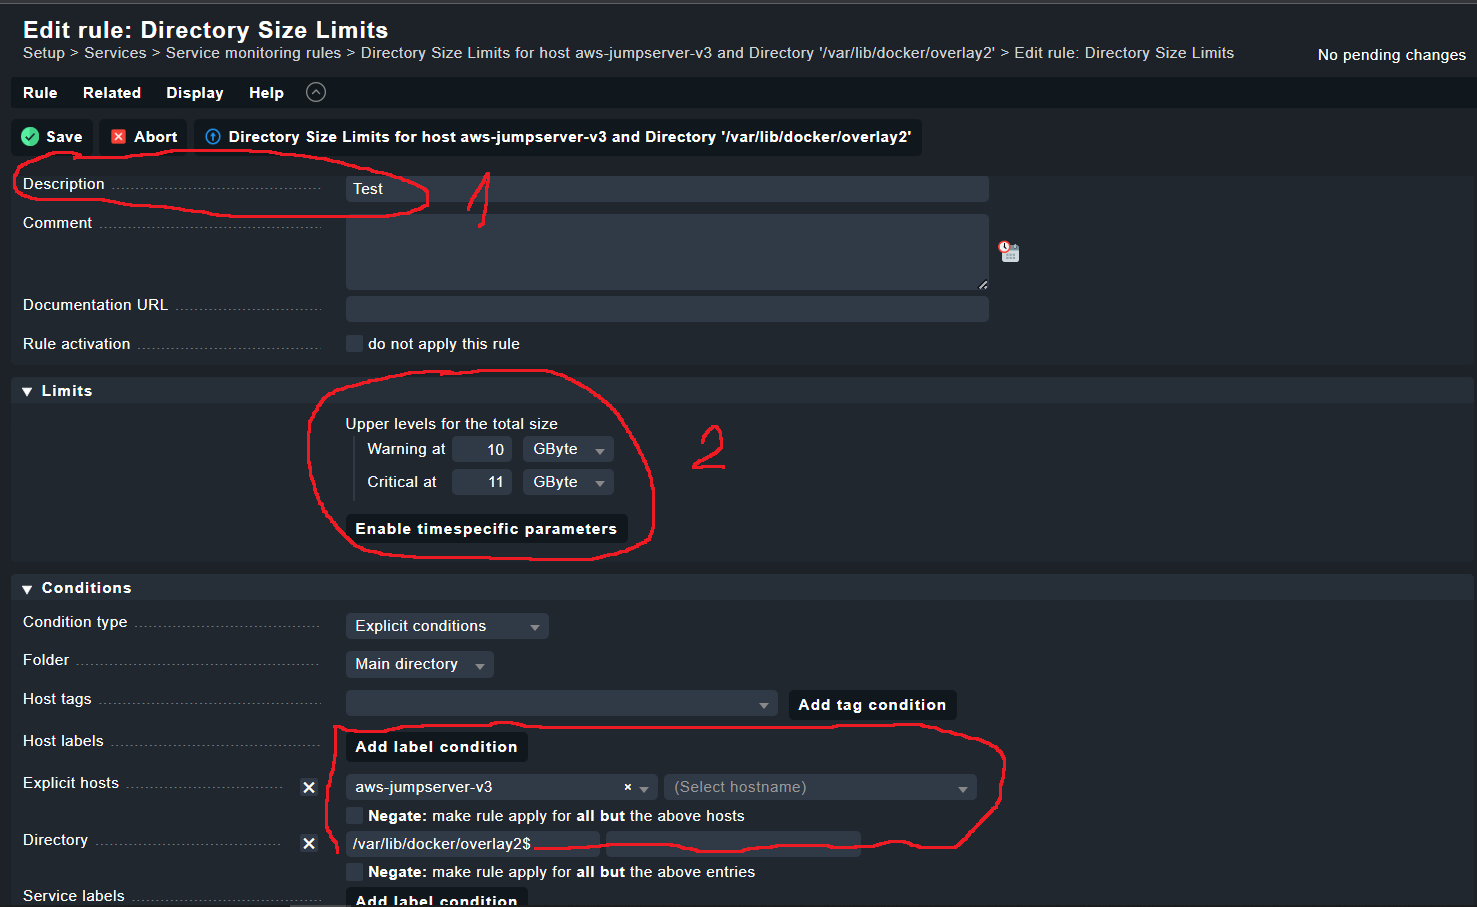 Edit rule: Directory Size Limits
Setup > Services > Service monitoring rules > Directory Size Limits for host aws-jumpserver-v3 and Directory '/var/lib/docker/overlay2' > Edit rule: Directory Size Limits
No pending changes
Rule Related Display Help
Save Abort Directory Size Limits for host aws-jumpserver-v3 and Directory '/var/lib/docker/overlay2'
Description Test 1
Comment
Documentation URL
Rule activation do not apply this rule
Limits
Upper levels for the total size
Warning at 10 GByte 2
Critical at 11 GByte
Enable timespecific parameters
Conditions
Condition type Explicit conditions
Folder Main directory
Host tags Add tag condition
Host labels Add label condition
Explicit hosts aws-jumpserver-v3 (Select hostname)
Negate: make rule apply for all but the above hosts
Directory /var/lib/docker/overlay2$
Negate: make rule apply for all but the above entries
Service labels Add label condition